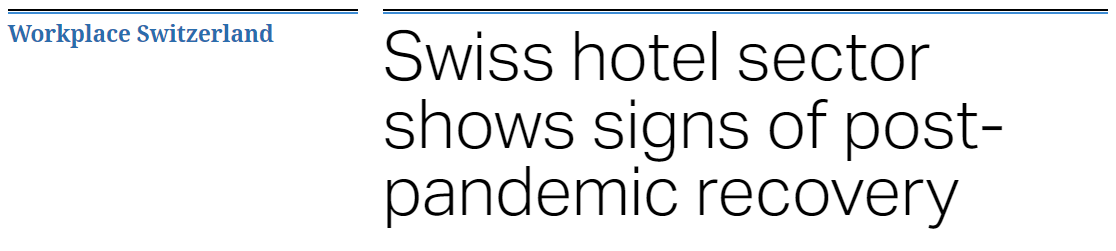 Workplace Switzerland
Swiss hotel sector
shows signs of post-
pandemic recovery